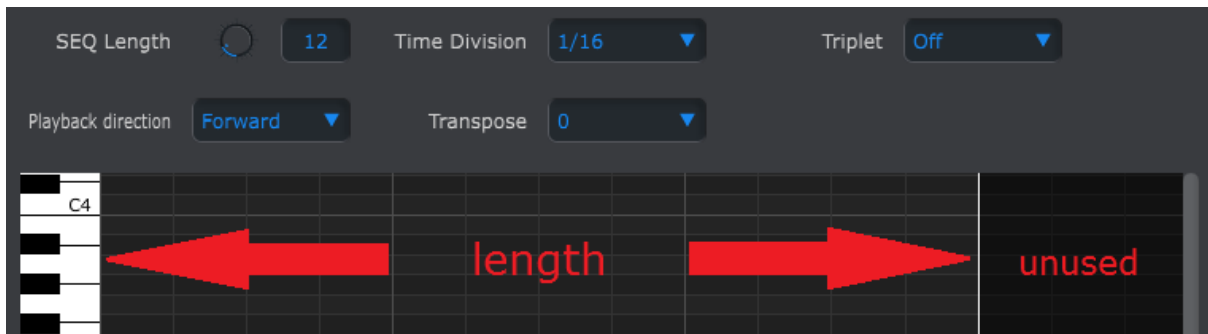 SEQ Length 12 Time Division 1/16 Triplet Off
Playback direction Forward Transpose 0
C4
length unused